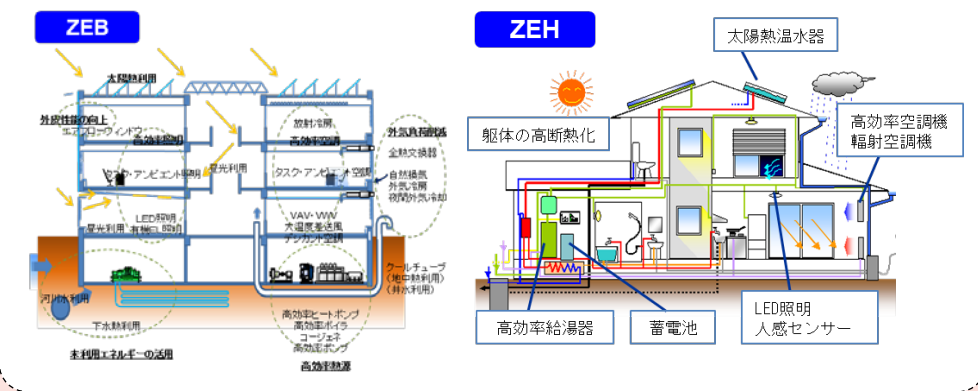 ZEB
太陽熱利用
外皮性能の向上
エアフローウィンドウ
高効率照明
放射冷房
高効率空調
外気負荷削減
全熱交換器
昼光利用
タスク・アンビエント照明
タスク・アンビエント空調
自然換気
外気冷房
夜間外気冷却
LED照明
昼光利用
VAV・VWV
大温度差送風
デシカント空調
クールチューブ
(地中熱利用)
(井水利用)
河川水利用
下水熱利用
未利用エネルギーの活用
高効率ヒートポンプ
高効率ボイラ
コージェネ
高効率ポンプ
高効率熱源
ZEH
太陽熱温水器
躯体の高断熱化
高効率空調機
輻射空調機
高効率給湯器
蓄電池
LED照明
人感センサー